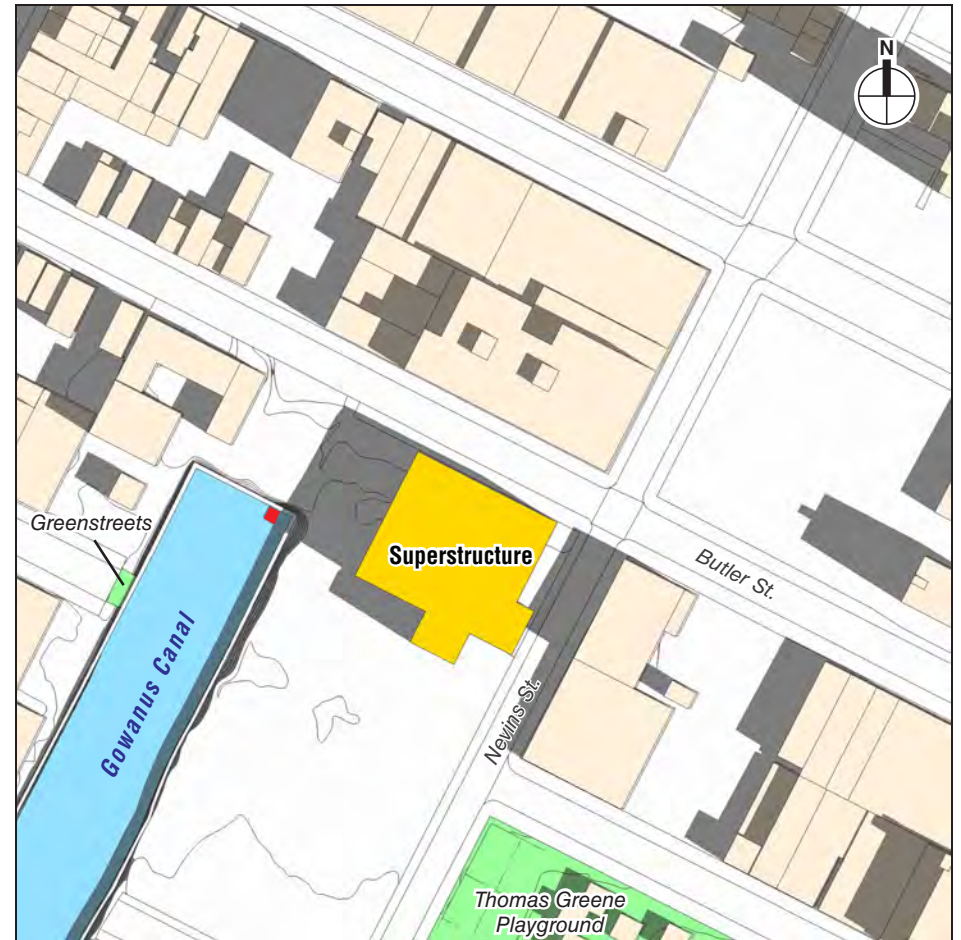 N
Greenstreets
Superstructure
Butler St.
Gowanus Canal
Nevins St.
Thomas Greene
Playground